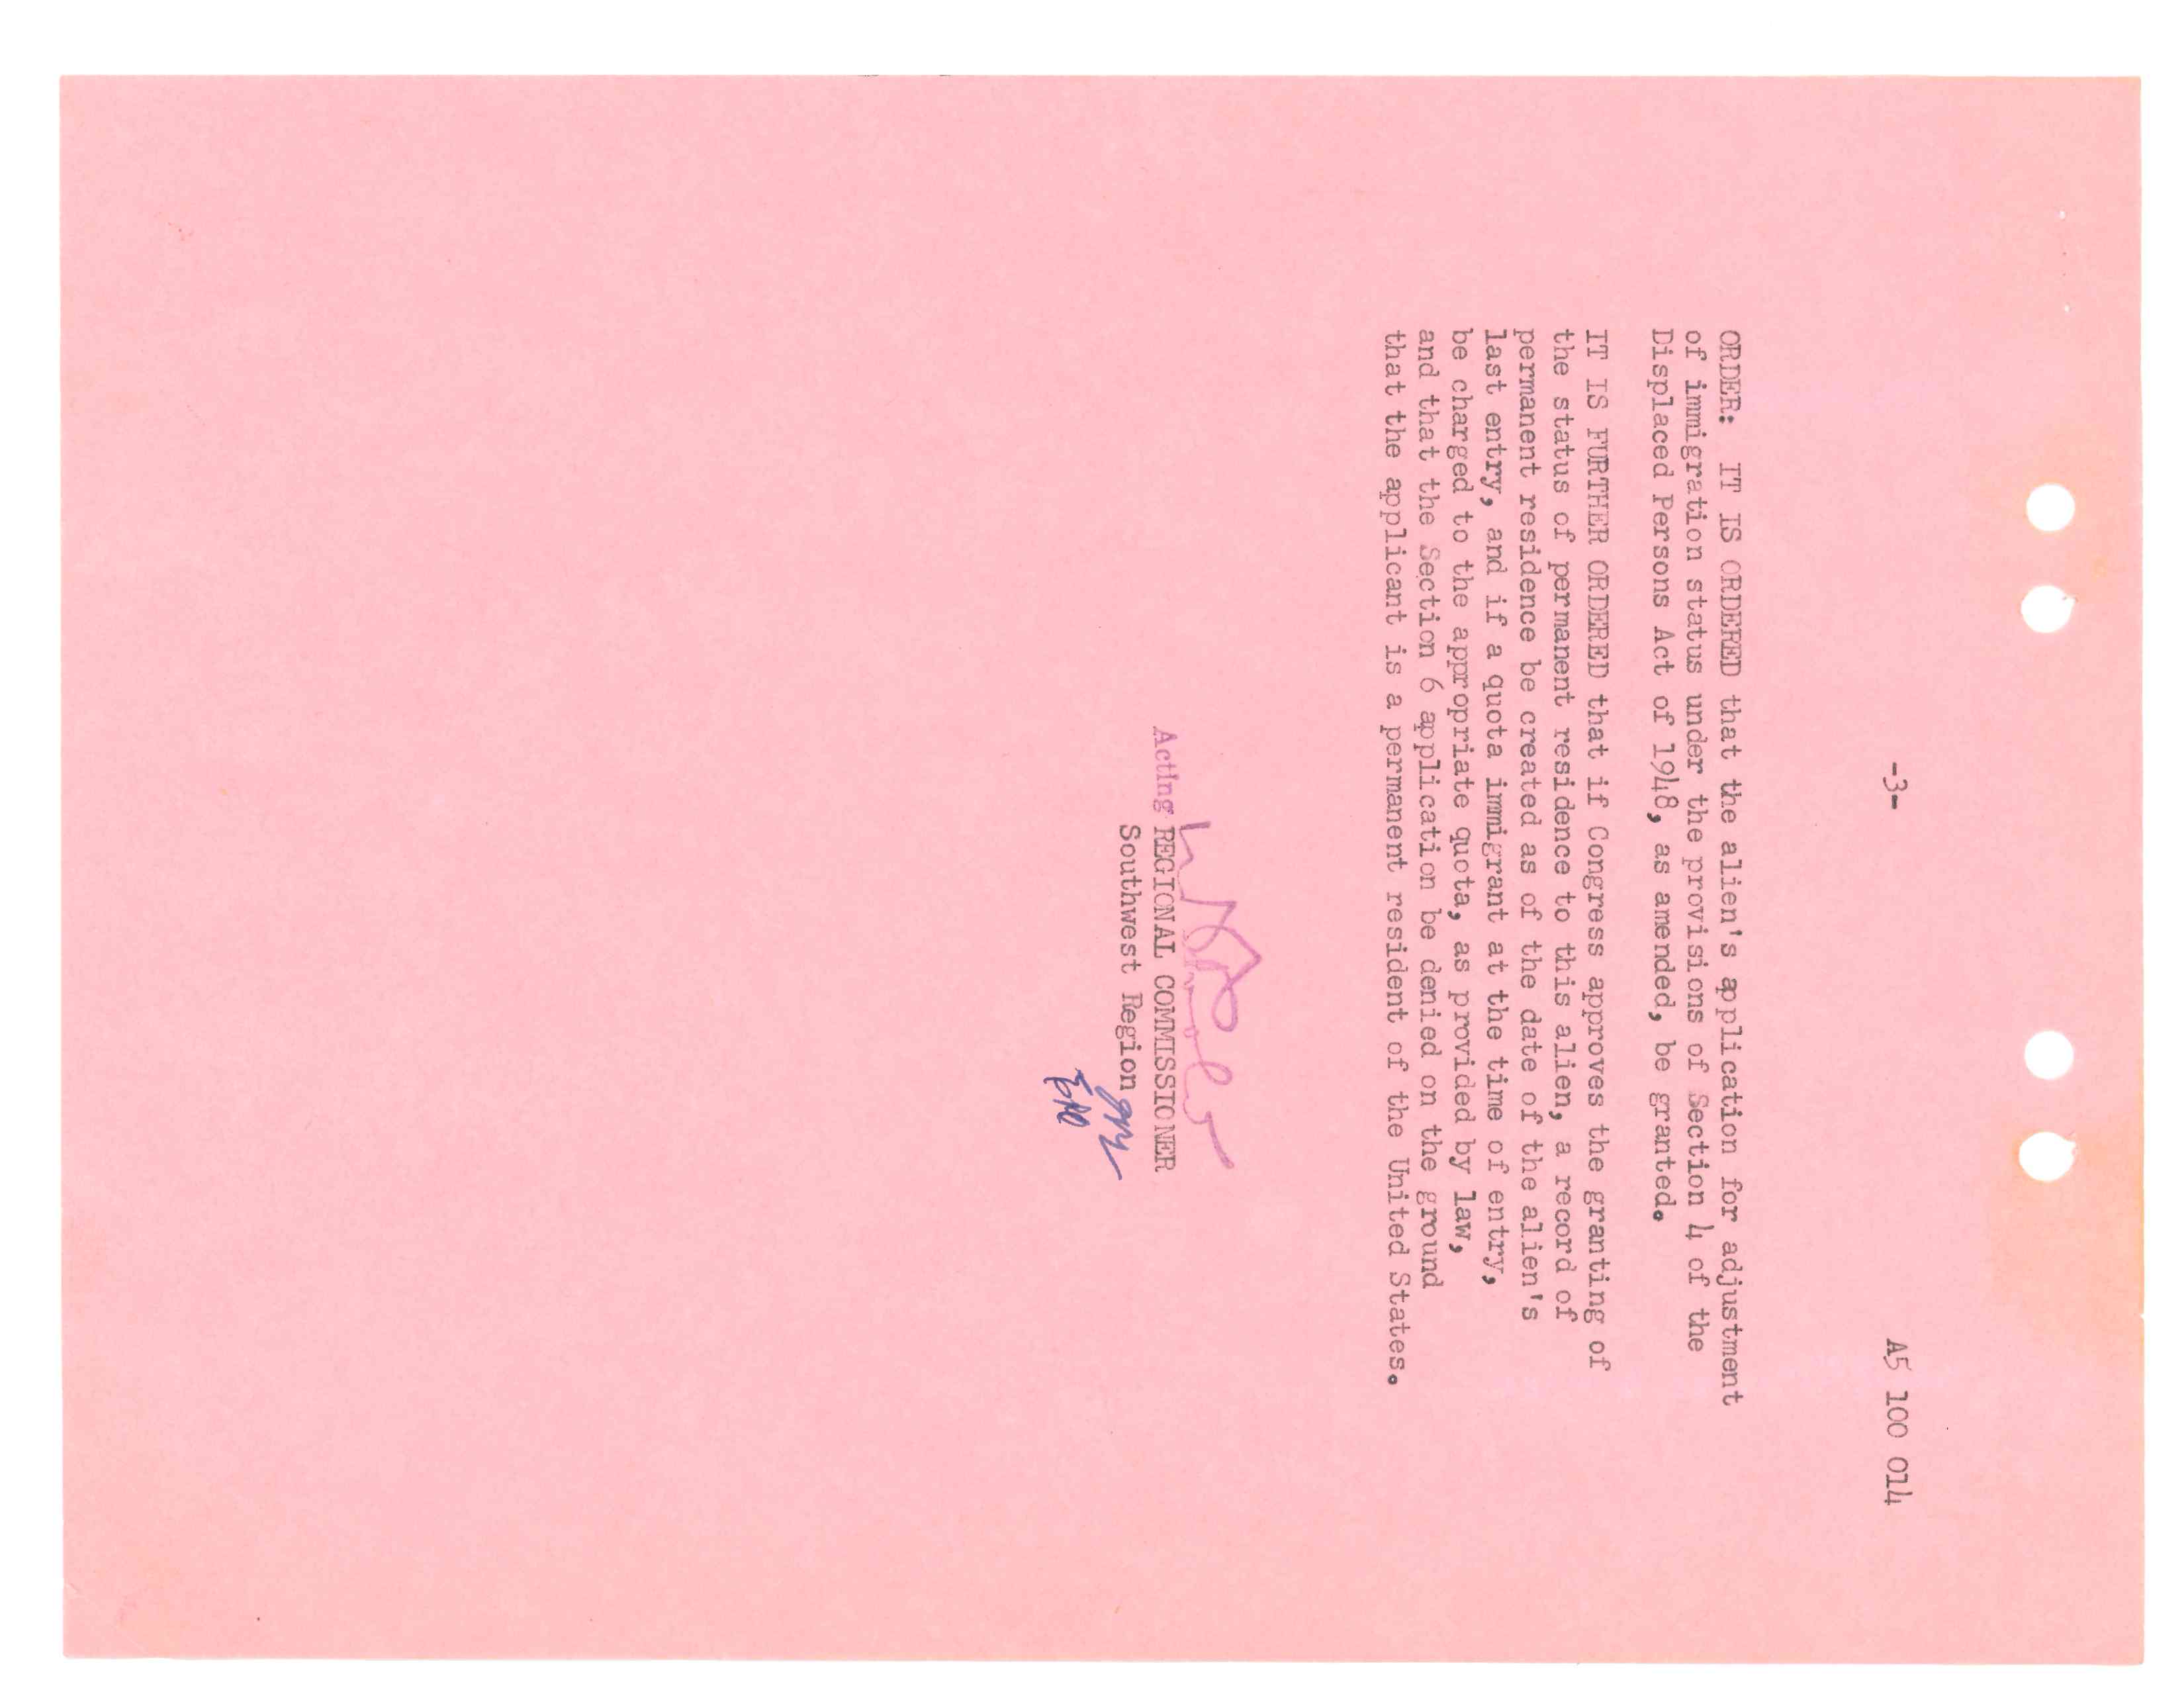 -3-
A5 100 014
ORDER: IT IS ORDERED that the alien's application for adjustment
of immigration status under the provisions of Section 4 of the
Displaced Persons Act of 1948, as amended, be granted.
IT IS FURTHER ORDERED that if Congress approves the granting of
the status of permanent residence to this alien, a record of
permanent residence be created as of the date of the alien's
last entry, and if a quota immigrant at the time of entry,
be charged to the appropriate quota, as provided by law,
and that the Section 6 application be denied on the ground
that the applicant is a permanent resident of the United States.
Acting REGIONAL COMMISSIONER
Southwest Region